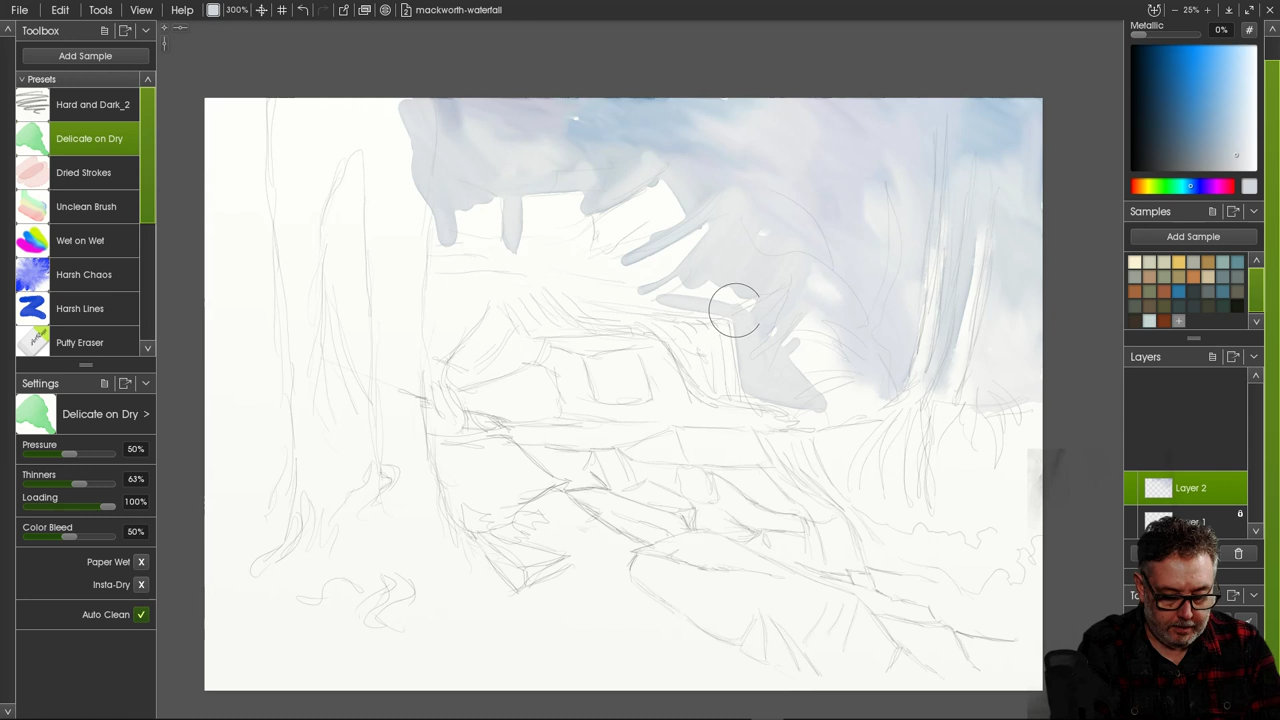 File Edit Tools View Help 300% mackworth-waterfall 25%
Toolbox
Add Sample
Presets
Hard and Dark_2
Delicate on Dry
Dried Strokes
Unclean Brush
Wet on Wet
Harsh Chaos
Harsh Lines
Putty Eraser
Settings
Delicate on Dry >
Pressure 50%
Thinners 63%
Loading 100%
Color Bleed 50%
Paper Wet X
Insta-Dry X
Auto Clean
Metallic 0% #
Samples
Add Sample
Layers
Layer 2